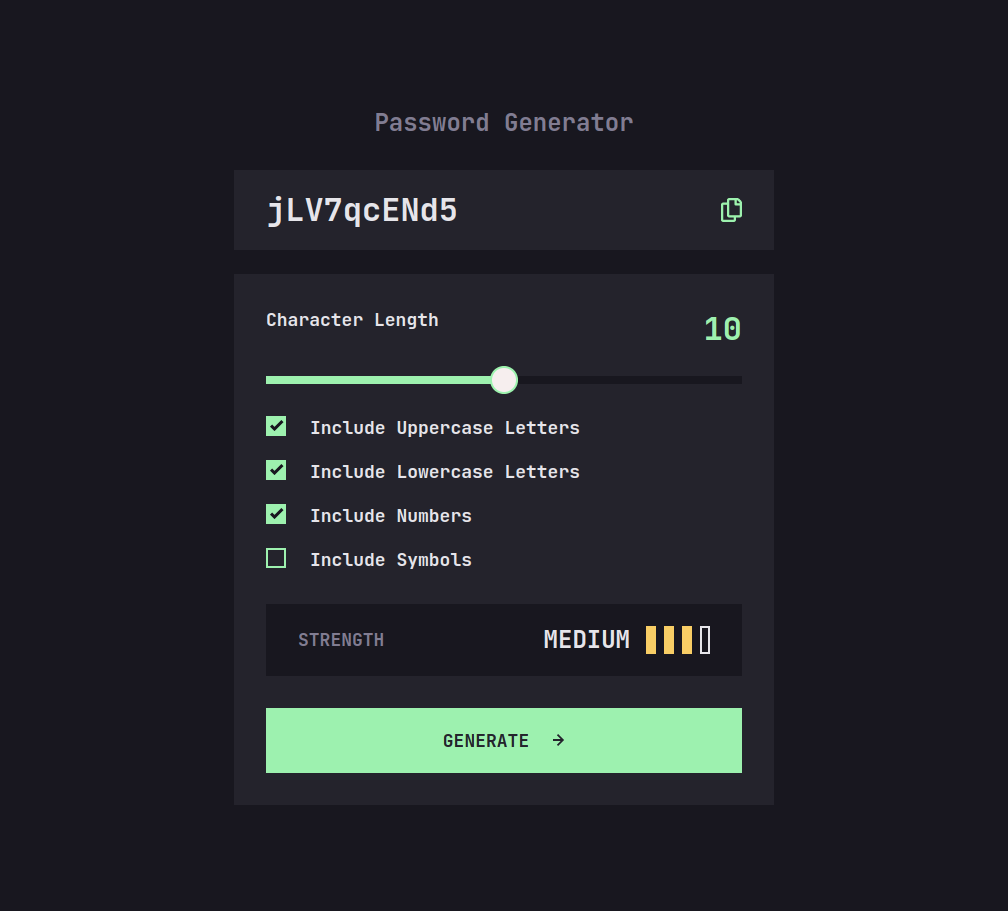 Password Generator
jLV7qcENd5
Character Length
10
Include Uppercase Letters
Include Lowercase Letters
Include Numbers
Include Symbols
STRENGTH MEDIUM
GENERATE →